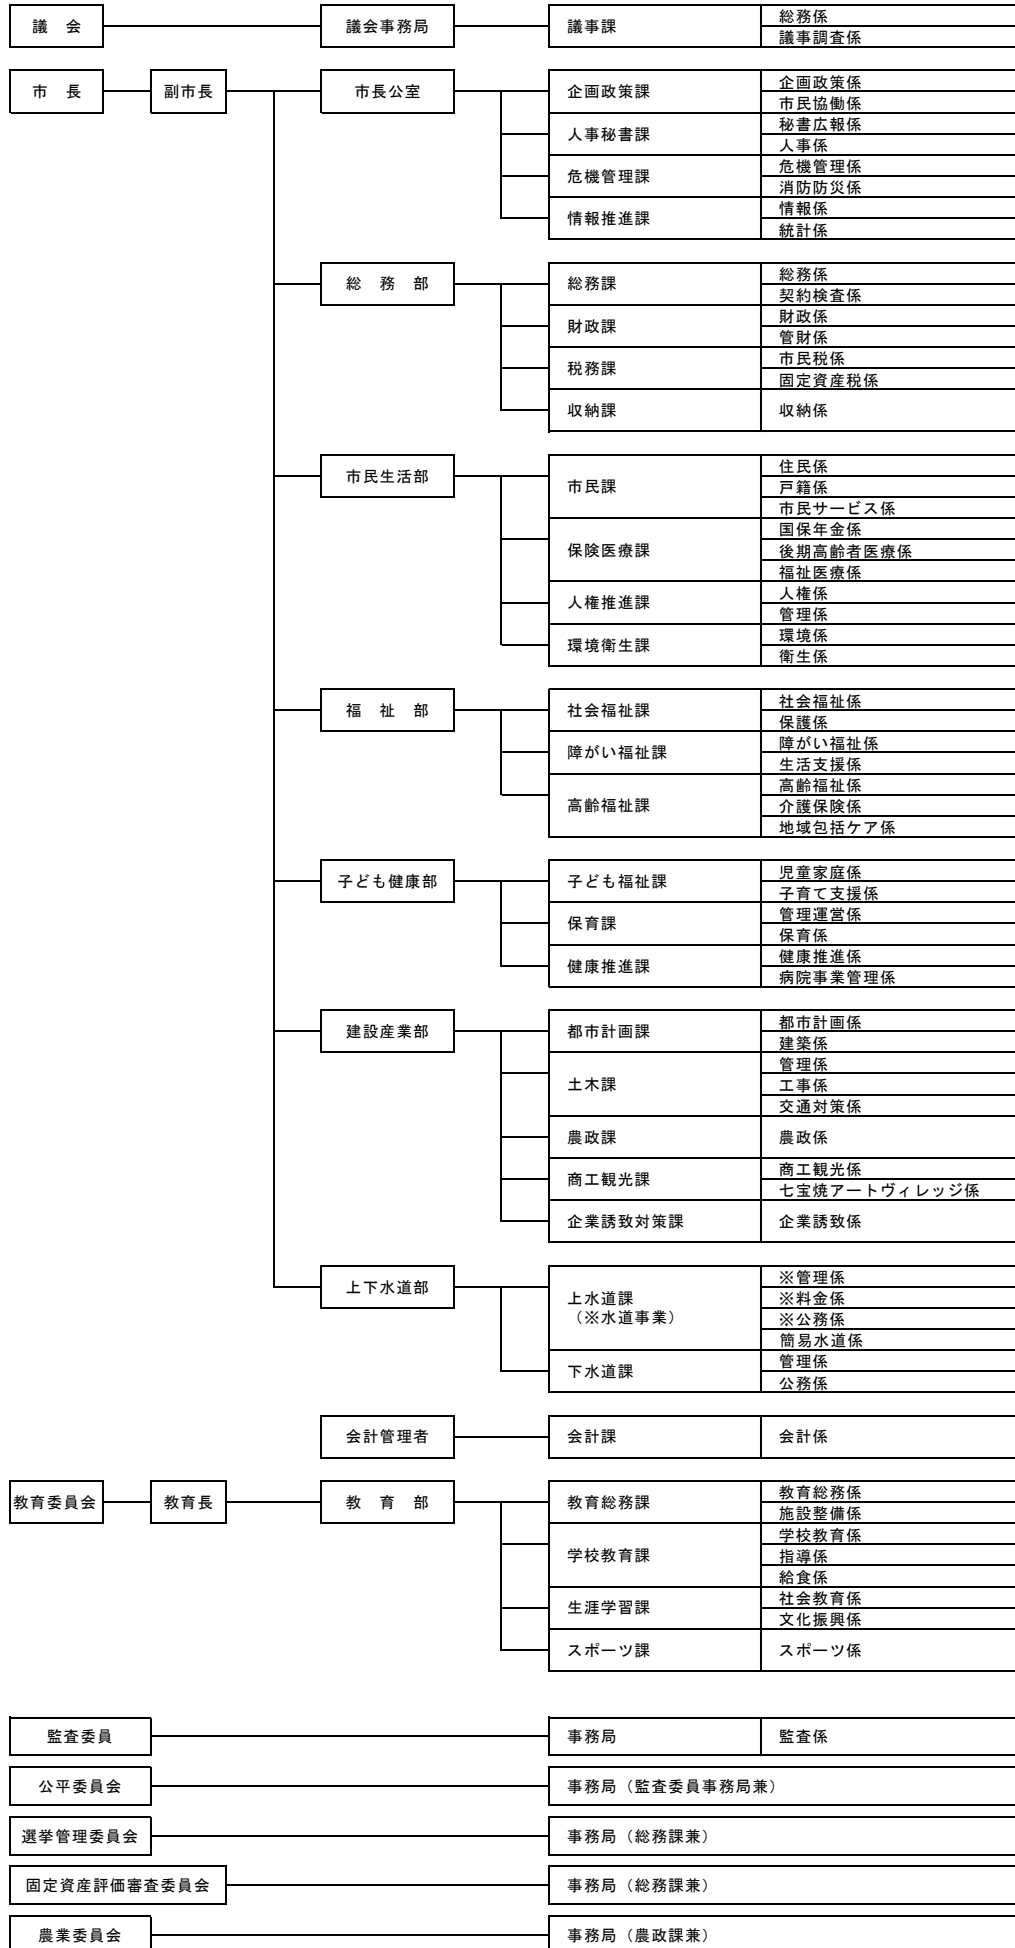 議　会
議会事務局
議事課
総務係
議事調査係
市　長
副市長
市長公室
企画政策課
企画政策係
市民協働係
人事秘書課
秘書広報係
人事係
危機管理課
危機管理係
消防防災係
情報推進課
情報係
統計係
総　務　部
総務課
総務係
契約検査係
財政課
財政係
管財係
税務課
市民税係
固定資産税係
収納課
収納係
市民生活部
市民課
住民係
戸籍係
市民サービス係
保険医療課
国保年金係
後期高齢者医療係
福祉医療係
人権推進課
人権係
管理係
環境衛生課
環境係
衛生係
福　祉　部
社会福祉課
社会福祉係
保護係
障がい福祉課
障がい福祉係
生活支援係
高齢福祉課
高齢福祉係
介護保険係
地域包括ケア係
子ども健康部
子ども福祉課
児童家庭係
子育て支援係
保育課
管理運営係
保育係
健康推進課
健康推進係
病院事業管理係
建設産業部
都市計画課
都市計画係
建築係
土木課
管理係
工事係
交通対策係
農政課
農政係
商工観光課
商工観光係
七宝焼アートヴィレッジ係
企業誘致対策課
企業誘致係
上下水道部
上水道課
（※水道事業）
※管理係
※料金係
※公務係
簡易水道係
下水道課
管理係
公務係
会計管理者
会計課
会計係
教育委員会
教育長
教　育　部
教育総務課
教育総務係
施設整備係
学校教育課
学校教育係
指導係
給食係
生涯学習課
社会教育係
文化振興係
スポーツ課
スポーツ係
監査委員
事務局
監査係
公平委員会
事務局（監査委員事務局兼）
選挙管理委員会
事務局（総務課兼）
固定資産評価審査委員会
事務局（総務課兼）
農業委員会
事務局（農政課兼）